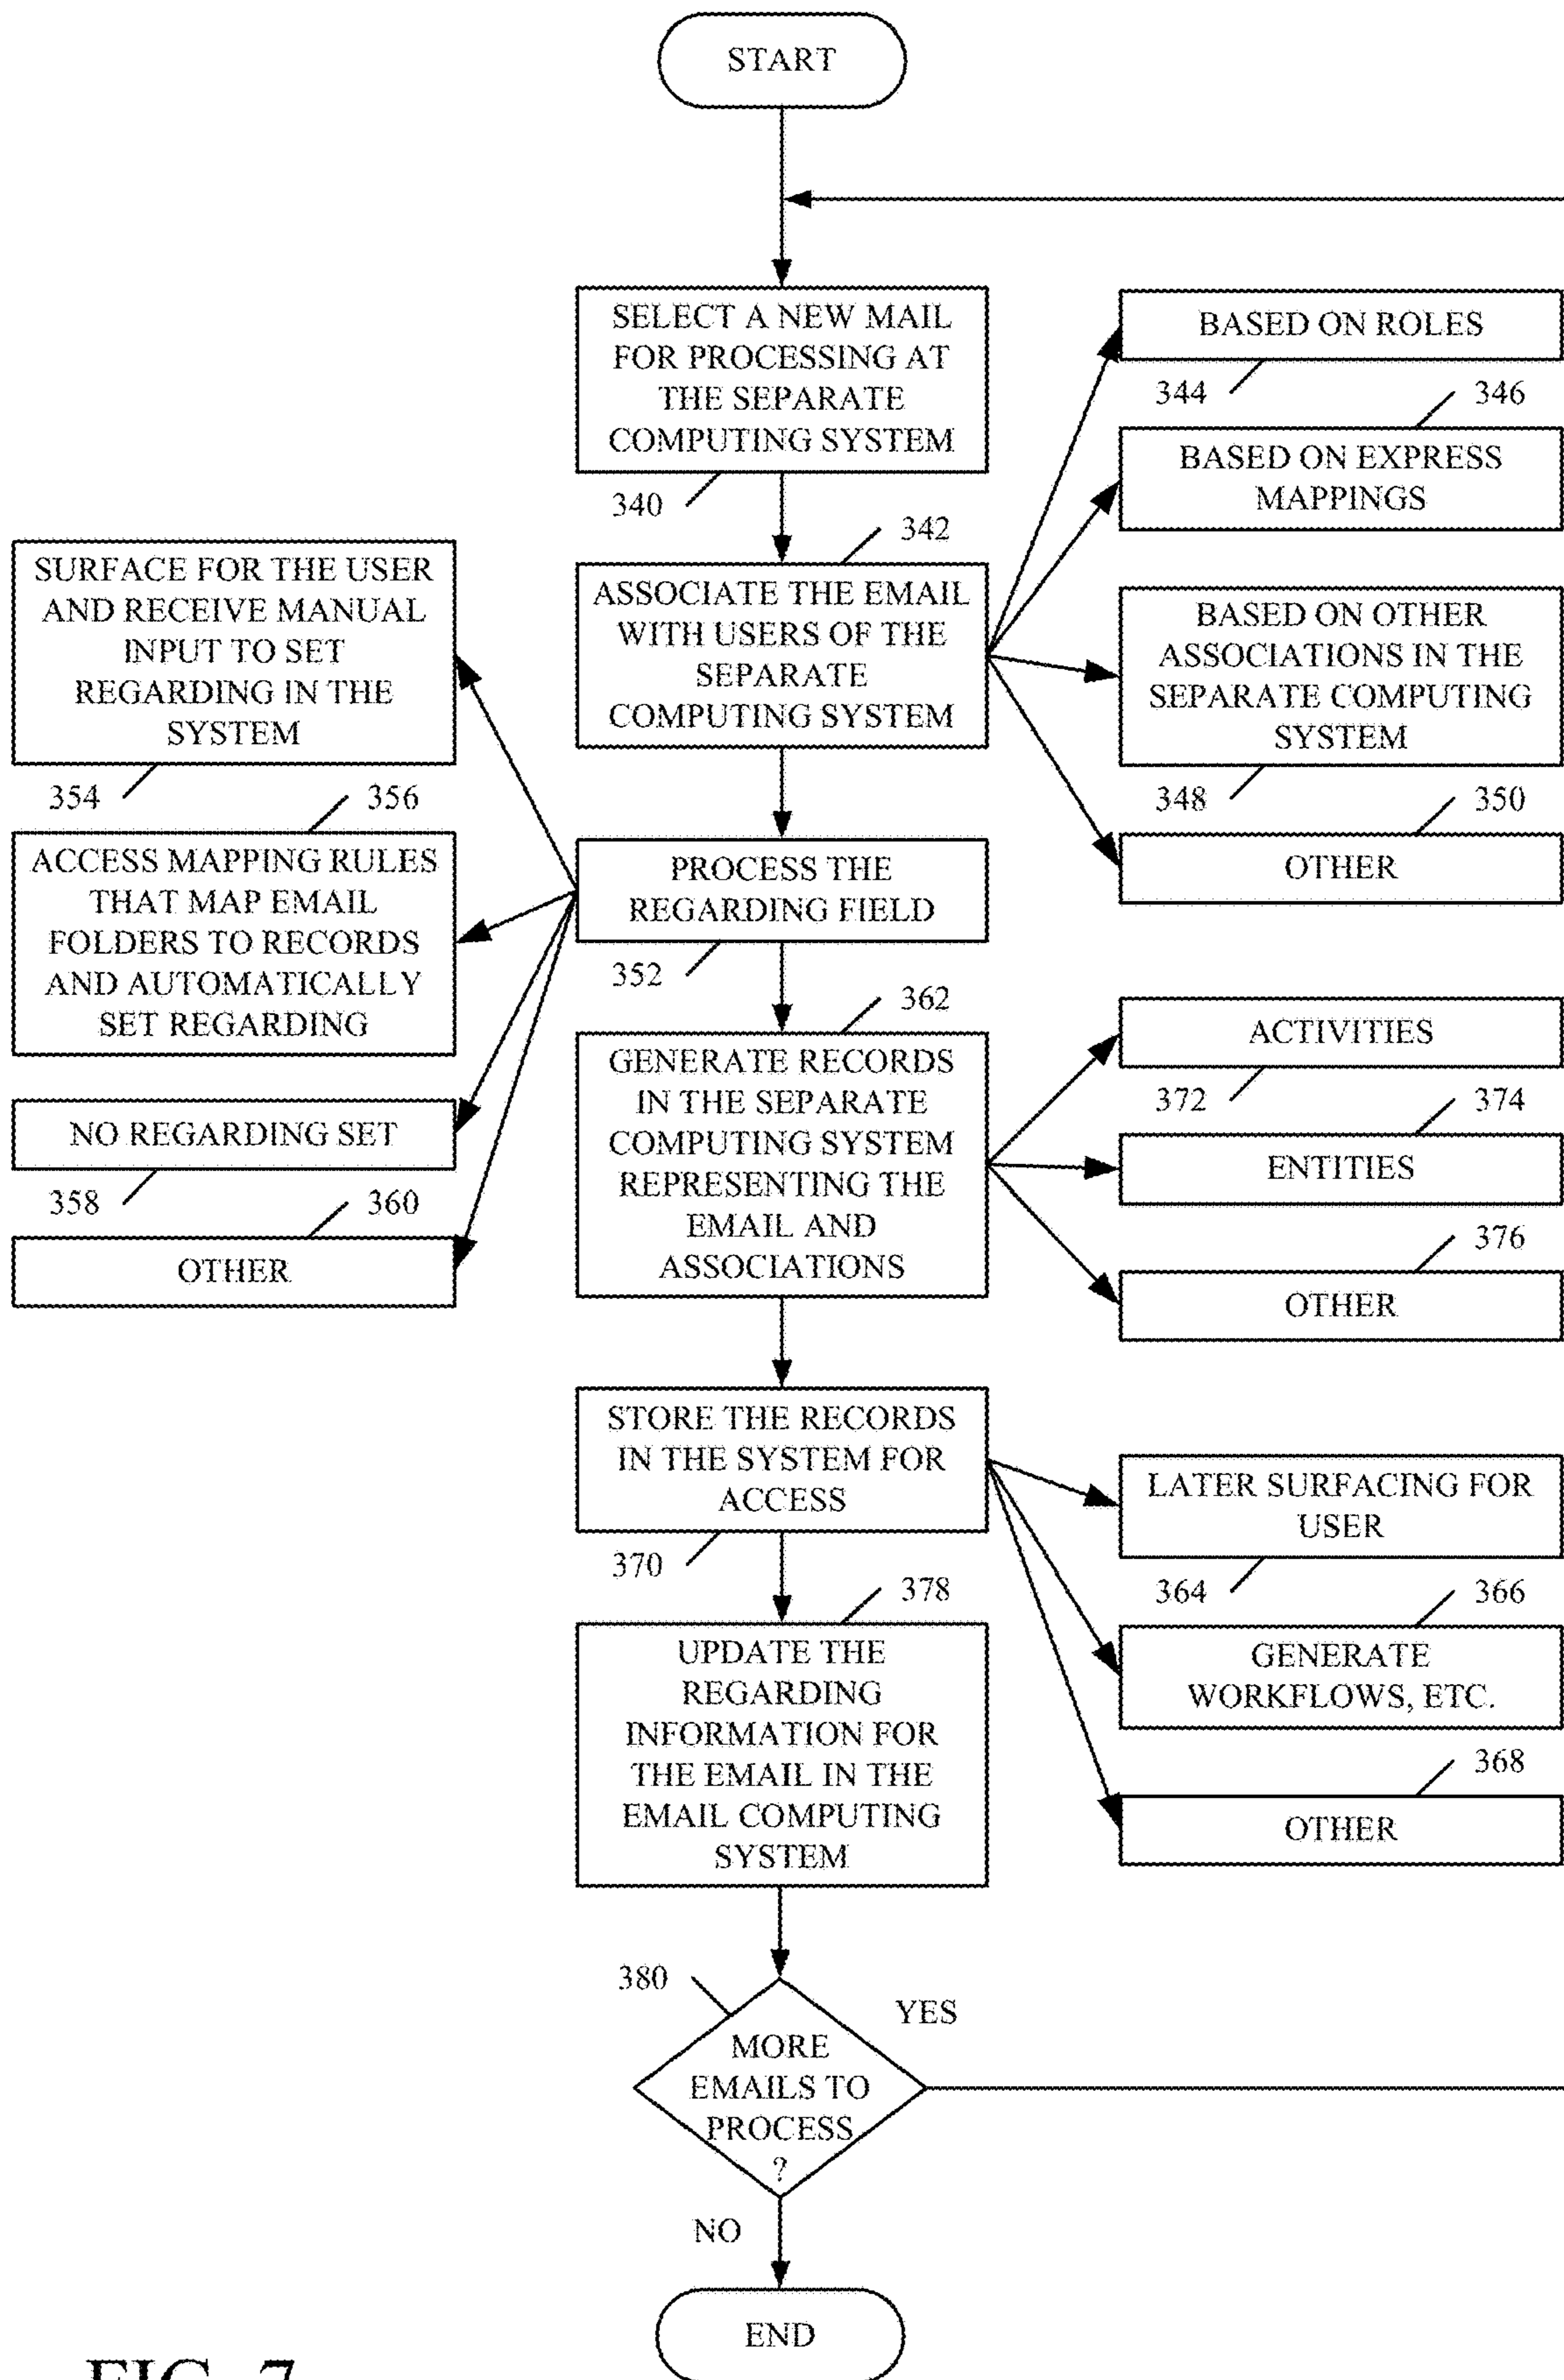 START
SELECT A NEW MAIL
FOR PROCESSING AT
THE SEPARATE
COMPUTING SYSTEM
340
BASED ON ROLES
344
346
BASED ON EXPRESS
MAPPINGS
342
ASSOCIATE THE EMAIL
WITH USERS OF THE
SEPARATE
COMPUTING SYSTEM
BASED ON OTHER
ASSOCIATIONS IN THE
SEPARATE COMPUTING
SYSTEM
348
350
OTHER
SURFACE FOR THE USER
AND RECEIVE MANUAL
INPUT TO SET
REGARDING IN THE
SYSTEM
354
356
ACCESS MAPPING RULES
THAT MAP EMAIL
FOLDERS TO RECORDS
AND AUTOMATICALLY
SET REGARDING
NO REGARDING SET
358
360
OTHER
PROCESS THE
REGARDING FIELD
352
362
GENERATE RECORDS
IN THE SEPARATE
COMPUTING SYSTEM
REPRESENTING THE
EMAIL AND
ASSOCIATIONS
ACTIVITIES
372
374
ENTITIES
376
OTHER
STORE THE RECORDS
IN THE SYSTEM FOR
ACCESS
370
LATER SURFACING FOR
USER
364
366
GENERATE
WORKFLOWS, ETC.
368
OTHER
378
UPDATE THE
REGARDING
INFORMATION FOR
THE EMAIL IN THE
EMAIL COMPUTING
SYSTEM
380
YES
MORE
EMAILS TO
PROCESS
?
NO
END
FIG. 7